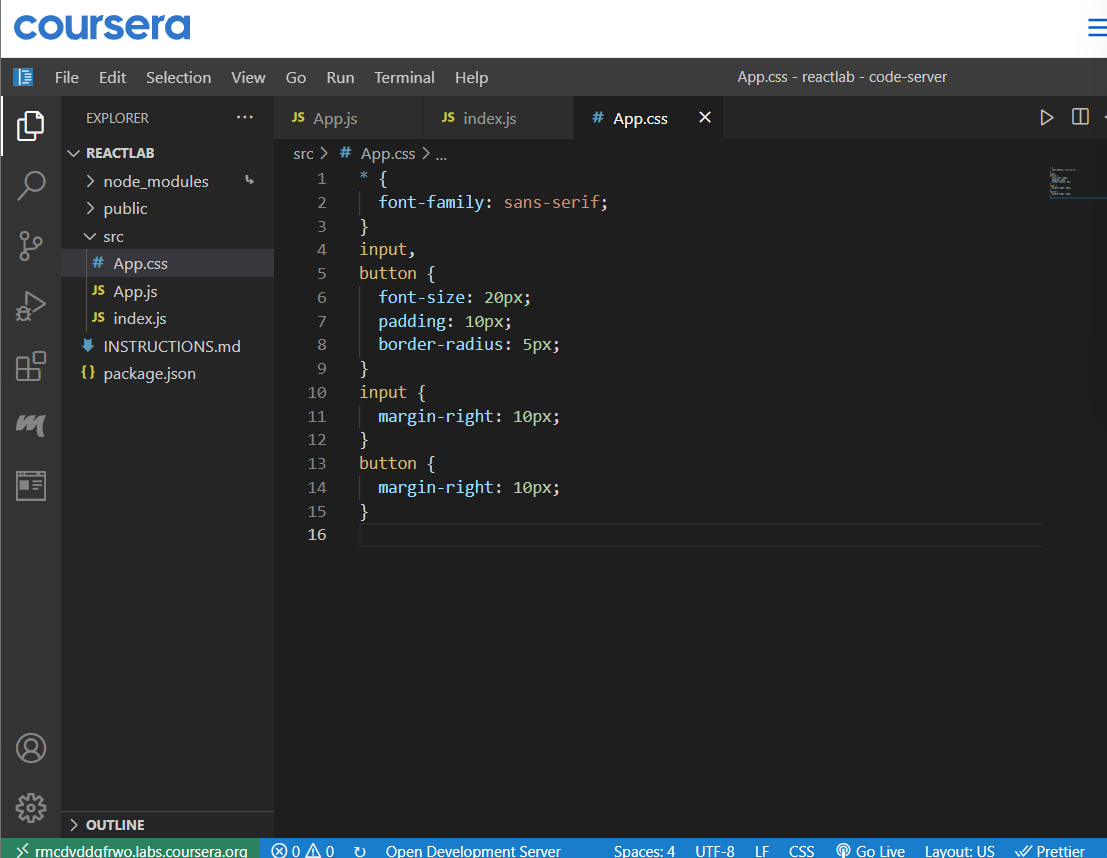 coursera
File Edit Selection View Go Run Terminal Help
App.css - reactlab - code-server
EXPLORER ...
JS App.js
JS index.js
# App.css ×
REACTLAB
node_modules
public
src
# App.css
JS App.js
JS index.js
INSTRUCTIONS.md
{} package.json
OUTLINE
src > # App.css > ...
1 * {
2 font-family: sans-serif;
3 }
4 input,
5 button {
6 font-size: 20px;
7 padding: 10px;
8 border-radius: 5px;
9 }
10 input {
11 margin-right: 10px;
12 }
13 button {
14 margin-right: 10px;
15 }
16
rmcdvddqfrwo.labs.coursera.org 0 0 Open Development Server Spaces: 4 UTF-8 LF CSS Go Live Layout: US Prettier